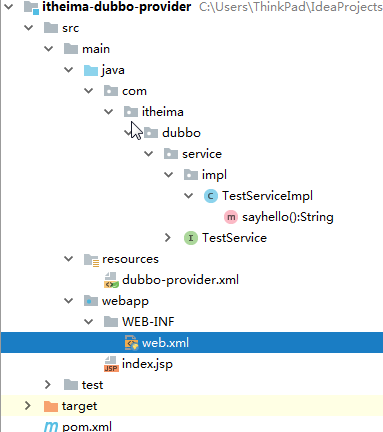 itheima-dubbo-provider C:\Users\ThinkPad\IdeaProjects
src
main
java
com
itheima
dubbo
service
impl
C TestServiceImpl
m sayhello():String
I TestService
resources
dubbo-provider.xml
webapp
WEB-INF
web.xml
JSP index.jsp
test
target
m pom.xml